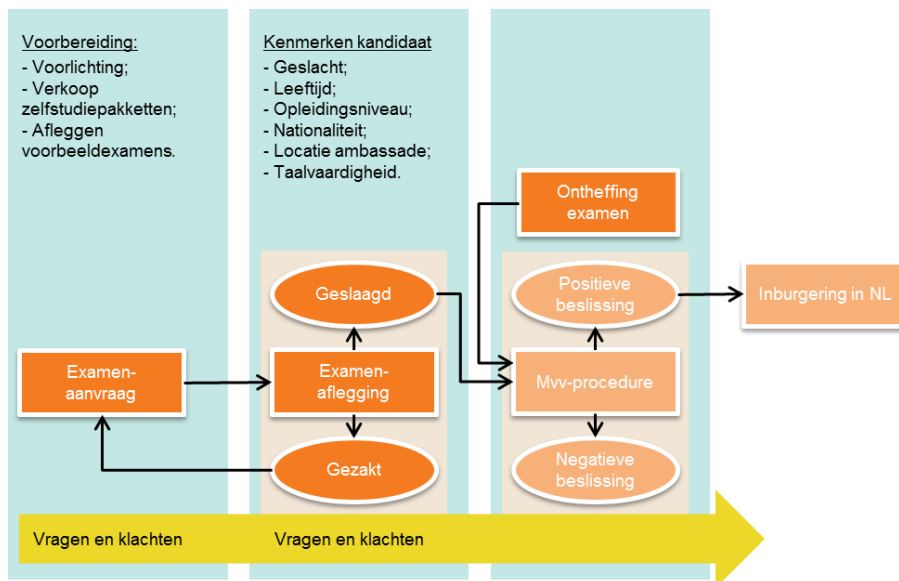 Voorbereiding:
- Voorlichting;
- Verkoop
zelfstudiepakketten;
- Afleggen
voorbeeldexamens.
Kenmerken kandidaat
- Geslacht;
- Leeftijd;
- Opleidingsniveau;
- Nationaliteit;
- Locatie ambassade;
- Taalvaardigheid.
Ontheffing
examen
Geslaagd
Positieve
beslissing
Inburgering in NL
Examen-
aanvraag
Examen-
aflegging
Mvv-procedure
Gezakt
Negatieve
beslissing
Vragen en klachten
Vragen en klachten